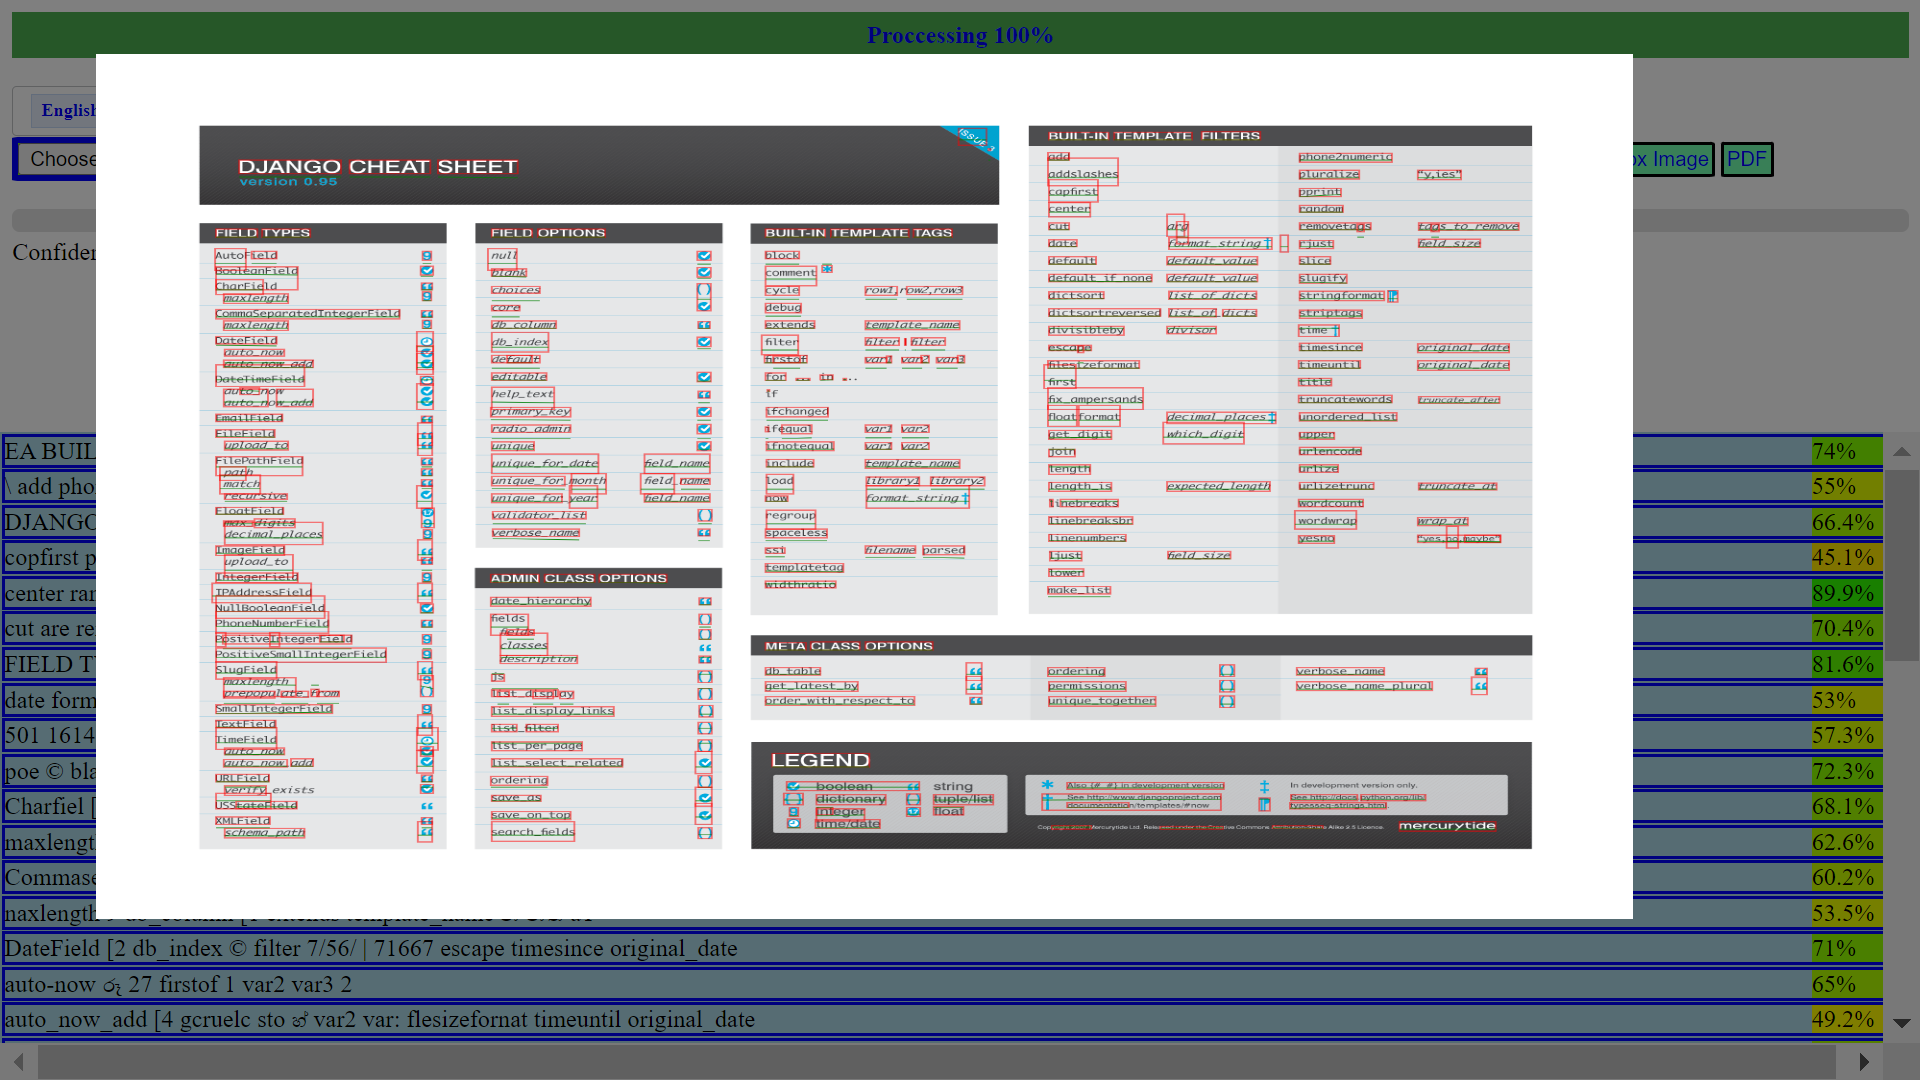 Proccessing 100%
English
Choose
ox Image
PDF
Confiden
ISSUE 3
DJANGO CHEAT SHEET
version 0.95
FIELD TYPES
AutoField
BooleanField
CharField
maxlength
CommaSeparatedIntegerField
maxlength
DateField
auto_now
auto_now_add
DateTimeField
auto_now
auto_now_add
EmailField
FileField
upload_to
FilePathField
path
match
recursive
FloatField
max_digits
decimal_places
ImageField
upload_to
IntegerField
IPAddressField
NullBooleanField
PhoneNumberField
PositiveIntegerField
PositiveSmallIntegerField
SlugField
maxlength
prepopulate_from
SmallIntegerField
TextField
TimeField
auto_now
auto_now_add
URLField
verify_exists
USStateField
XMLField
schema_path
FIELD OPTIONS
null
blank
choices
core
db_column
db_index
default
editable
help_text
primary_key
radio_admin
unique
unique_for_date field_name
unique_for_month field_name
unique_for_year field_name
validator_list
verbose_name
ADMIN CLASS OPTIONS
date_hierarchy
fields
fields
classes
description
js
list_display
list_display_links
list_filter
list_per_page
list_select_related
ordering
save_as
save_on_top
search_fields
BUILT-IN TEMPLATE TAGS
block
comment *
cycle row1,row2,row3
debug
extends template_name
filter filter | filter
firstof var1 var2 var3
for ... in ...
if
ifchanged
ifequal var1 var2
ifnotequal var1 var2
include template_name
load library1 library2
now format_string †
regroup
spaceless
ssi filename parsed
templatetag
widthratio
BUILT-IN TEMPLATE FILTERS
add
addslashes
capfirst
center
cut arg
date format_string †
default default_value
default_if_none default_value
dictsort list_of_dicts
dictsortreversed list_of_dicts
divisibleby divisor
escape
filesizeformat
first
fix_ampersands
floatformat decimal_places ‡
get_digit which_digit
join
length
length_is expected_length
linebreaks
linebreaksbr
linenumbers
ljust field_size
lower
make_list
phone2numeric
pluralize "y,ies"
pprint
random
removetags tags_to_remove
rjust field_size
slice
slugify
stringformat
striptags
time †
timesince original_date
timeuntil original_date
title
truncatewords truncate_after
unordered_list
upper
urlencode
urlize
urlizetrunc truncate_at
wordcount
wordwrap wrap_at
yesno "yes,no,maybe"
META CLASS OPTIONS
db_table
get_latest_by
order_with_respect_to
ordering
permissions
unique_together
verbose_name
verbose_name_plural
LEGEND
boolean string
dictionary tuple/list
integer float
time/date
* Also {# #} in development version
† See http://www.djangoproject.com
documentation/templates/#now
‡ In development version only.
See http://docs.python.org/lib/
typesseq-strings.html
Copyright 2007 Mercurytide Ltd. Released under the Creative Commons Attribution-Share Alike 2.5 Licence.
mercurytide
EA BUIL 74%
\ add pho 55%
DJANGO 66.4%
copfirst p 45.1%
center ran 89.9%
cut are re 70.4%
FIELD T 81.6%
date form 53%
501 1614 57.3%
poe © bla 72.3%
Charfiel [ 68.1%
maxlengt 62.6%
Commase 60.2%
naxlength 53.5%
DateField [2 db_index © filter 7/56/ | 71667 escape timesince original_date 71%
auto-now රු 27 firstof 1 var2 var3 2 65%
auto_now_add [4 gcruelc sto න් var2 var: flesizefornat timeuntil original_date 49.2%